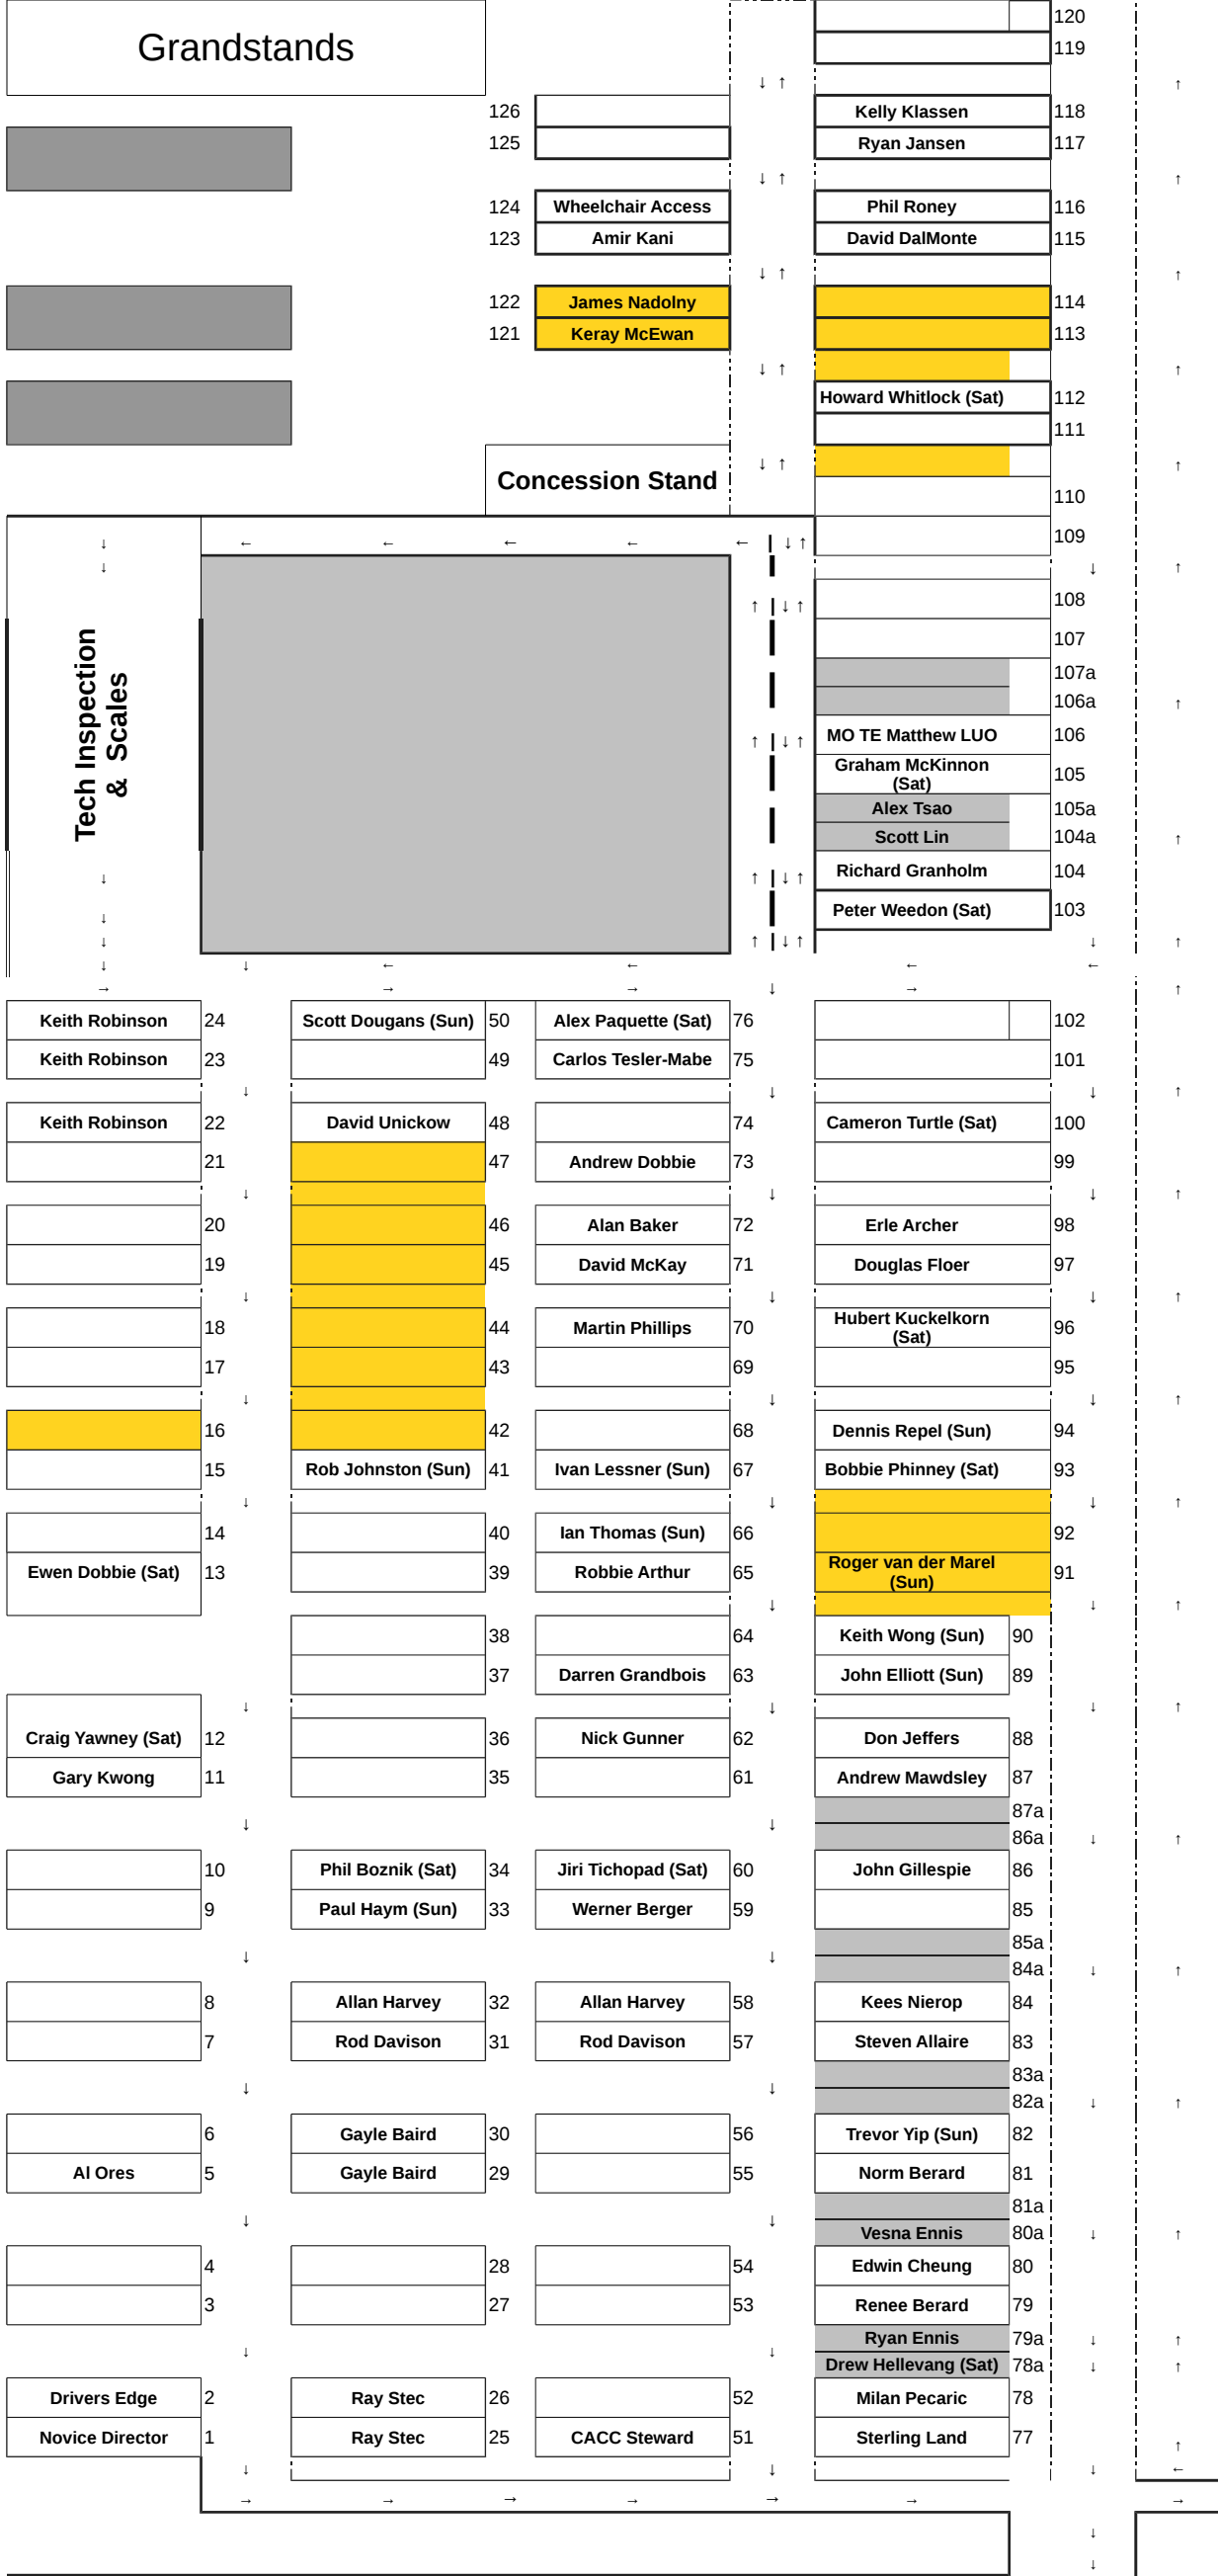 Grandstands
120
119
↓ ↑ ↑
126 Kelly Klassen 118
125 Ryan Jansen 117
↓ ↑ ↑
124 Wheelchair Access Phil Roney 116
123 Amir Kani David DalMonte 115
↓ ↑ ↑
122 James Nadolny 114
121 Keray McEwan 113
↓ ↑ ↑
Howard Whitlock (Sat) 112
111
↓ ↑ ↑
Concession Stand
110
109
↓ ← ← ← ← ← ↓ ↑
↓ ↓ ↑
108
↑ ↓ ↑
107
107a
106a ↑
Tech Inspection
& Scales
MO TE Matthew LUO 106
↑ ↓ ↑
Graham McKinnon
(Sat) 105
Alex Tsao 105a
Scott Lin 104a ↑
↓ ↑ ↓ ↑ Richard Granholm 104
↓ Peter Weedon (Sat) 103
↓ ↑ ↓ ↑ ↓ ↑
↓ ↓ ← ← ← ←
→ → → ↓ → ↑
Keith Robinson 24 Scott Dougans (Sun) 50 Alex Paquette (Sat) 76 102
Keith Robinson 23 49 Carlos Tesler-Mabe 75 101
↓ ↓ ↓ ↑
Keith Robinson 22 David Unickow 48 74 Cameron Turtle (Sat) 100
21 47 Andrew Dobbie 73 99
↓ ↓ ↓ ↑
20 46 Alan Baker 72 Erle Archer 98
19 45 David McKay 71 Douglas Floer 97
↓ ↓ ↓ ↑
18 44 Martin Phillips 70 Hubert Kuckelkorn
(Sat) 96
17 43 69 95
↓ ↓ ↓ ↑
16 42 68 Dennis Repel (Sun) 94
15 Rob Johnston (Sun) 41 Ivan Lessner (Sun) 67 Bobbie Phinney (Sat) 93
↓ ↓ ↓ ↑
14 40 Ian Thomas (Sun) 66 92
Ewen Dobbie (Sat) 13 39 Robbie Arthur 65 Roger van der Marel
(Sun) 91
↓ ↓ ↑
38 64 Keith Wong (Sun) 90
37 Darren Grandbois 63 John Elliott (Sun) 89
↓ ↓ ↓ ↑
Craig Yawney (Sat) 12 36 Nick Gunner 62 Don Jeffers 88
Gary Kwong 11 35 61 Andrew Mawdsley 87
87a
↓ ↓ 86a ↓ ↑
10 Phil Boznik (Sat) 34 Jiri Tichopad (Sat) 60 John Gillespie 86
9 Paul Haym (Sun) 33 Werner Berger 59 85
85a
↓ ↓ 84a ↓ ↑
8 Allan Harvey 32 Allan Harvey 58 Kees Nierop 84
7 Rod Davison 31 Rod Davison 57 Steven Allaire 83
83a
↓ ↓ 82a ↓ ↑
6 Gayle Baird 30 56 Trevor Yip (Sun) 82
Al Ores 5 Gayle Baird 29 55 Norm Berard 81
81a
↓ ↓ Vesna Ennis 80a ↓ ↑
4 28 54 Edwin Cheung 80
3 27 53 Renee Berard 79
Ryan Ennis 79a ↓ ↑
↓ ↓ Drew Hellevang (Sat) 78a ↓ ↑
Drivers Edge 2 Ray Stec 26 52 Milan Pecaric 78
Novice Director 1 Ray Stec 25 CACC Steward 51 Sterling Land 77
↑
↓ ↓ ↓ ←
→ → → → → → →
↓
↓